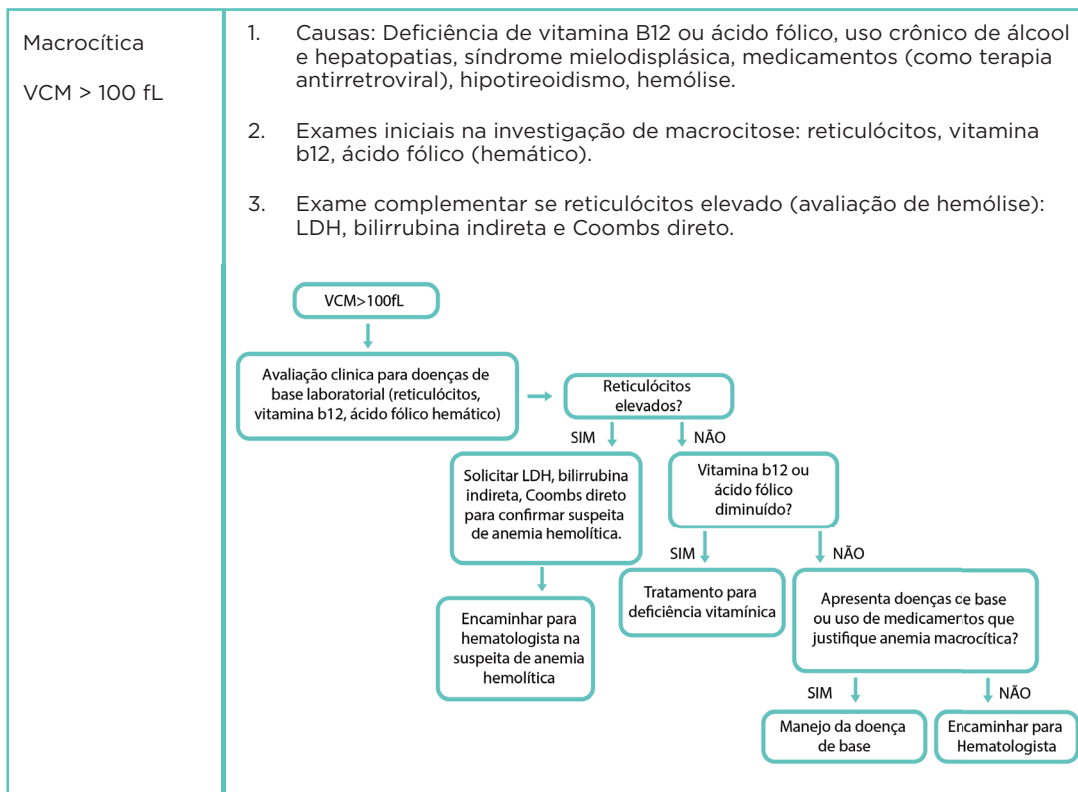 Macrocítica
VCM > 100 fL
1. Causas: Deficiência de vitamina B12 ou ácido fólico, uso crônico de álcool
e hepatopatias, síndrome mielodisplásica, medicamentos (como terapia
antirretroviral), hipotireoidismo, hemólise.
2. Exames iniciais na investigação de macrocitose: reticulócitos, vitamina
b12, ácido fólico (hemático).
3. Exame complementar se reticulócitos elevado (avaliação de hemólise):
LDH, bilirrubina indireta e Coombs direto.
VCM>100fL
Avaliação clinica para doenças de
base laboratorial (reticulócitos,
vitamina b12, ácido fólico hemático)
Reticulócitos
elevados?
SIM
NÃO
Solicitar LDH, bilirrubina
indireta, Coombs direto
para confirmar suspeita
de anemia hemolítica.
Vitamina b12 ou
ácido fólico
diminuído?
SIM
NÃO
Encaminhar para
hematologista na
suspeita de anemia
hemolítica
Tratamento para
deficiência vitamínica
Apresenta doenças de base
ou uso de medicamentos que
justifique anemia macrocítica?
SIM
NÃO
Manejo da doença
de base
Encaminhar para
Hematologista